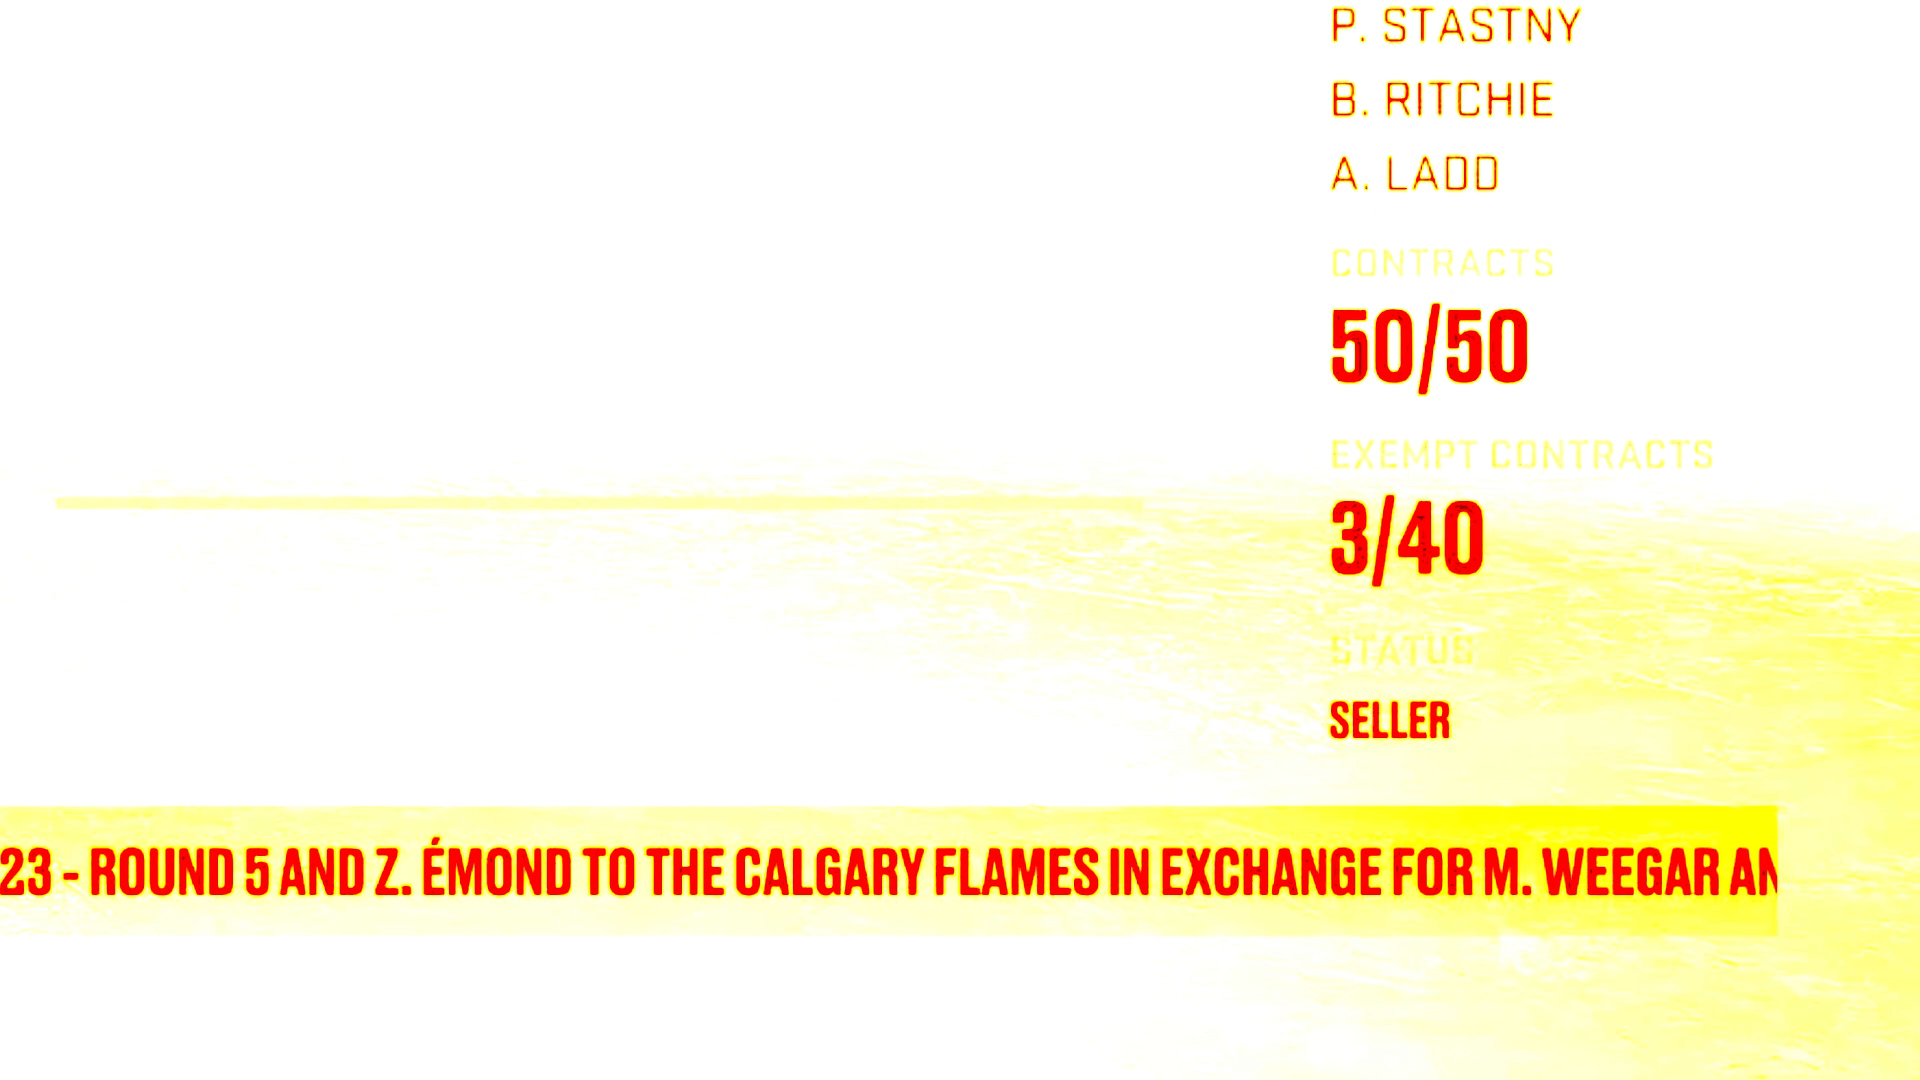 P. STASTNY
B. RITCHIE
A. LADD
CONTRACTS
50/50
EXEMPT CONTRACTS
3/40
STATUS
SELLER
23 - ROUND 5 AND Z. ÉMOND TO THE CALGARY FLAMES IN EXCHANGE FOR M. WEEGAR AN